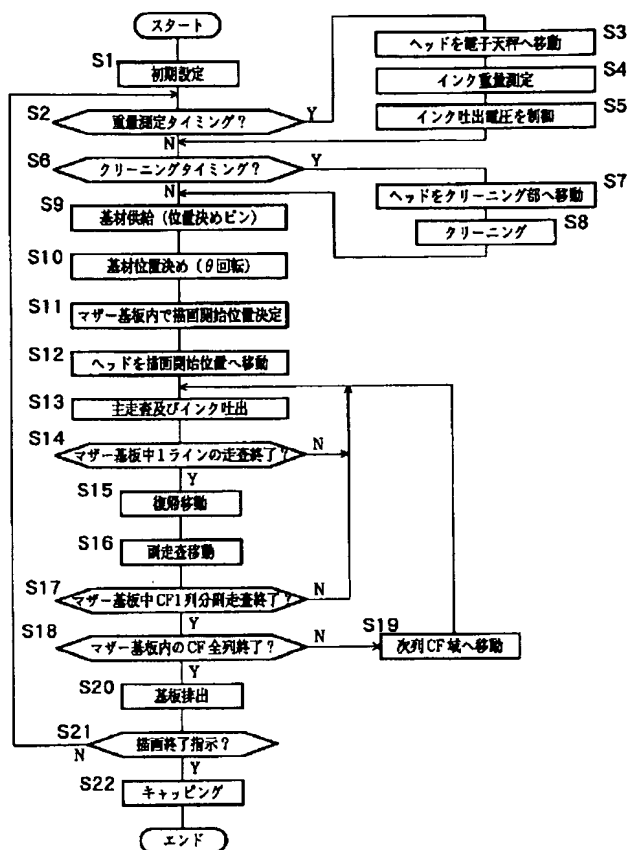 スタート
S1
初期設定
S2
重量測定タイミング?
Y
N
S3
ヘッドを電子天秤へ移動
S4
インク重量測定
S5
インク吐出電圧を制御
S6
クリーニングタイミング?
Y
N
S7
ヘッドをクリーニング部へ移動
S8
クリーニング
S9
基材供給(位置決めピン)
S10
基材位置決め(θ回転)
S11
マザー基板内で描画開始位置決定
S12
ヘッドを描画開始位置へ移動
S13
主走査及びインク吐出
S14
マザー基板中1ラインの走査終了?
N
Y
S15
復帰移動
S16
副走査移動
S17
マザー基板中CF1列分副走査終了?
N
Y
S18
マザー基板内のCF全列終了?
N
Y
S19
次列CF域へ移動
S20
基板排出
S21
描画終了指示?
N
Y
S22
キャッピング
エンド